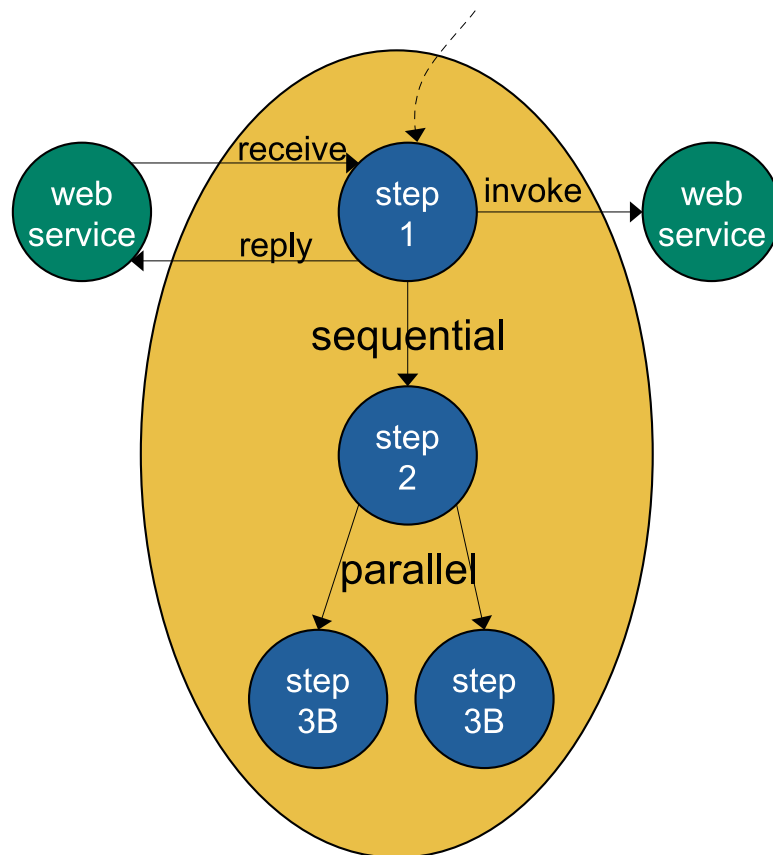 receive
web
service
step
1
invoke
web
service
reply
sequential
step
2
parallel
step
3B
step
3B